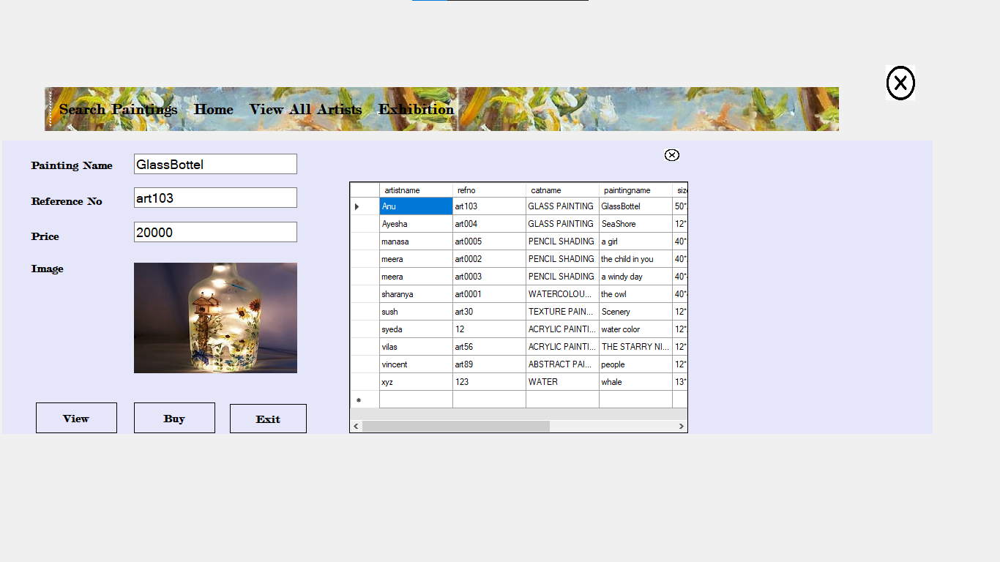 Search Paintings Home View All Artists Exhibition
Painting Name GlassBottel
Reference No art103
Price 20000
Image
View Buy Exit
artistname refno catname paintingname size
Anu art103 GLASS PAINTING GlassBottel 50*
Ayesha art004 GLASS PAINTING SeaShore 12*
manasa art0005 PENCIL SHADING a girl 40*
meera art0002 PENCIL SHADING the child in you 40*
meera art0003 PENCIL SHADING a windy day 40*
sharanya art0001 WATERCOLOU... the owl 40*
sush art30 TEXTURE PAIN... Scenery 12*
syeda 12 ACRYLIC PAINTI... water color 12*
vilas art56 ACRYLIC PAINTI... THE STARRY NI... 12*
vincent art89 ABSTRACT PAI... people 12*
xyz 123 WATER whale 13*